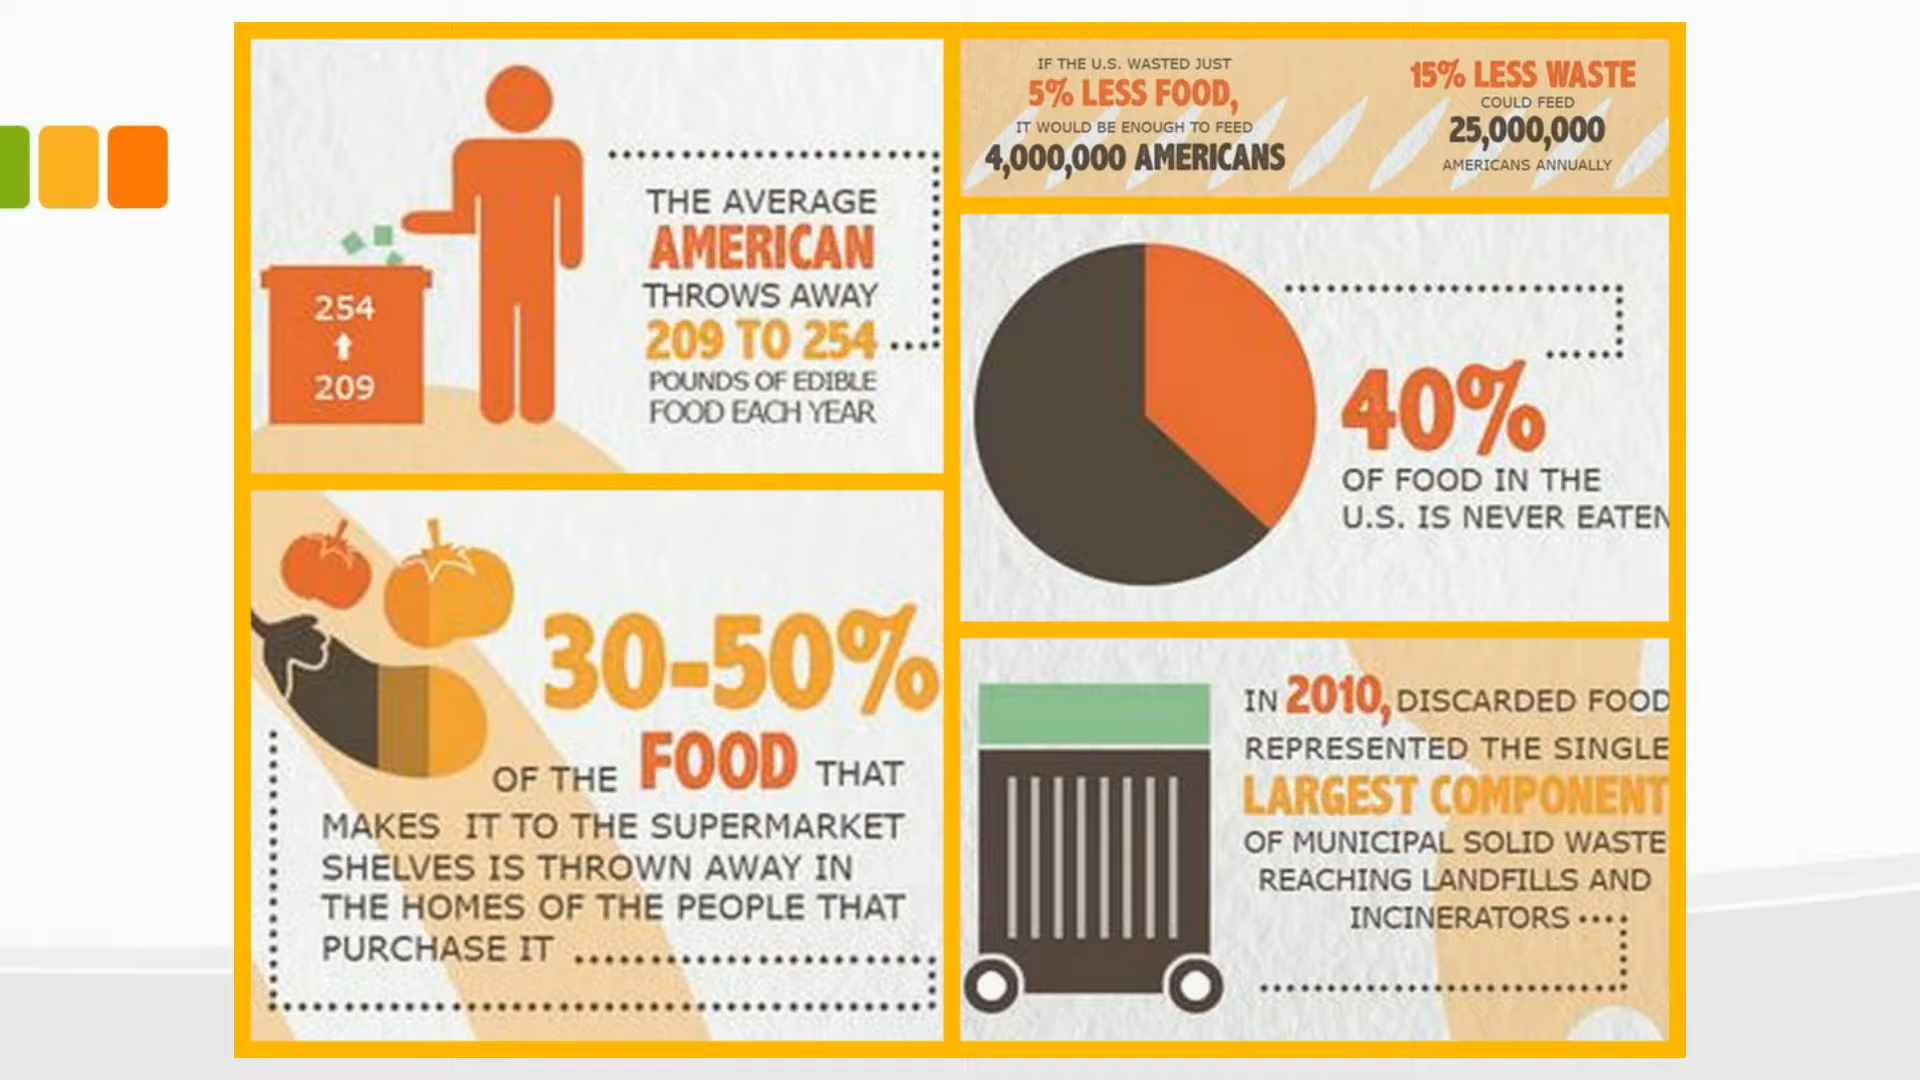 254
209
THE AVERAGE
AMERICAN
THROWS AWAY
209 TO 254
POUNDS OF EDIBLE
FOOD EACH YEAR
IF THE U.S. WASTED JUST
5% LESS FOOD,
IT WOULD BE ENOUGH TO FEED
4,000,000 AMERICANS
15% LESS WASTE
COULD FEED
25,000,000
AMERICANS ANNUALLY
40%
OF FOOD IN THE
U.S. IS NEVER EATEN
30-50%
OF THE FOOD THAT
MAKES IT TO THE SUPERMARKET
SHELVES IS THROWN AWAY IN
THE HOMES OF THE PEOPLE THAT
PURCHASE IT
IN 2010, DISCARDED FOOD
REPRESENTED THE SINGLE
LARGEST COMPONENT
OF MUNICIPAL SOLID WASTE
REACHING LANDFILLS AND
INCINERATORS